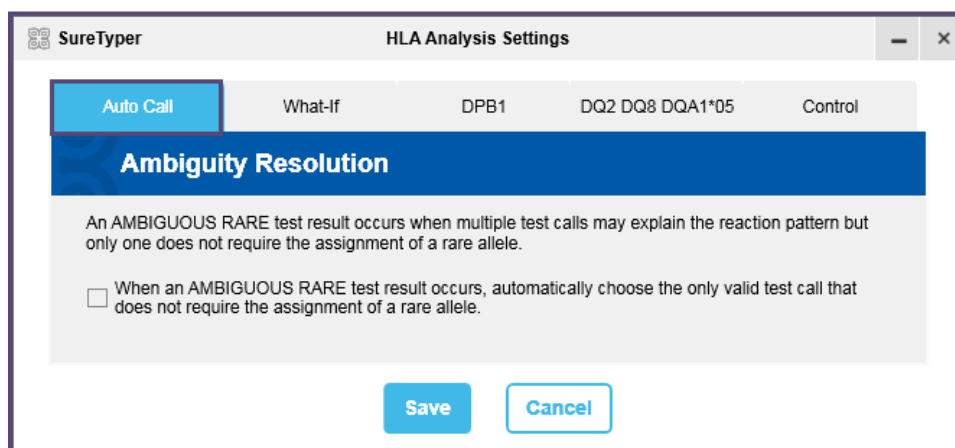 SureTyper
HLA Analysis Settings
Auto Call
What-If
DPB1
DQ2 DQ8 DQA1*05
Control
Ambiguity Resolution
An AMBIGUOUS RARE test result occurs when multiple test calls may explain the reaction pattern but
only one does not require the assignment of a rare allele.
When an AMBIGUOUS RARE test result occurs, automatically choose the only valid test call that
does not require the assignment of a rare allele.
Save
Cancel